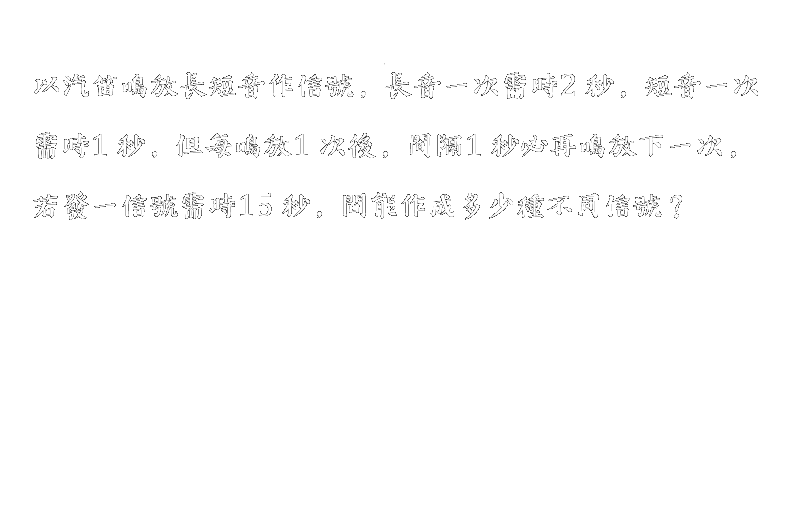 以汽笛鳴放長短音作信號，長音一次需時2 秒，短音一次
需時1 秒，但每鳴放1 次後，間隔1 秒必再鳴放下一次，
若發一信號需時15 秒，問能作成多少種不同信號？